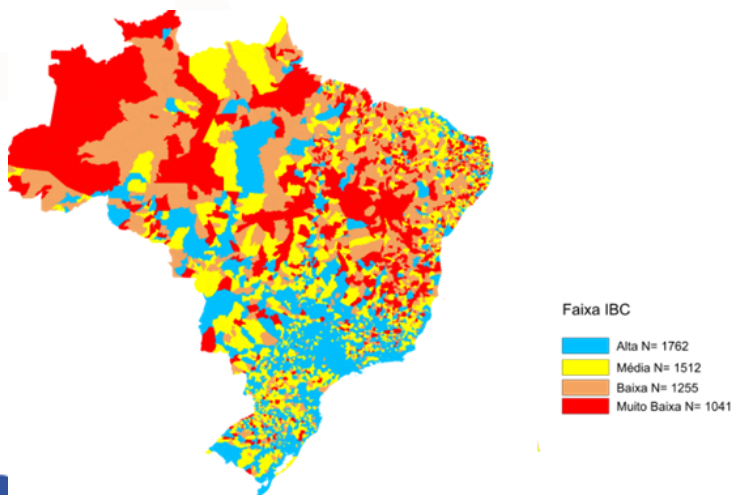 Faixa IBC
Alta N= 1762
Média N= 1512
Baixa N= 1255
Muito Baixa N= 1041